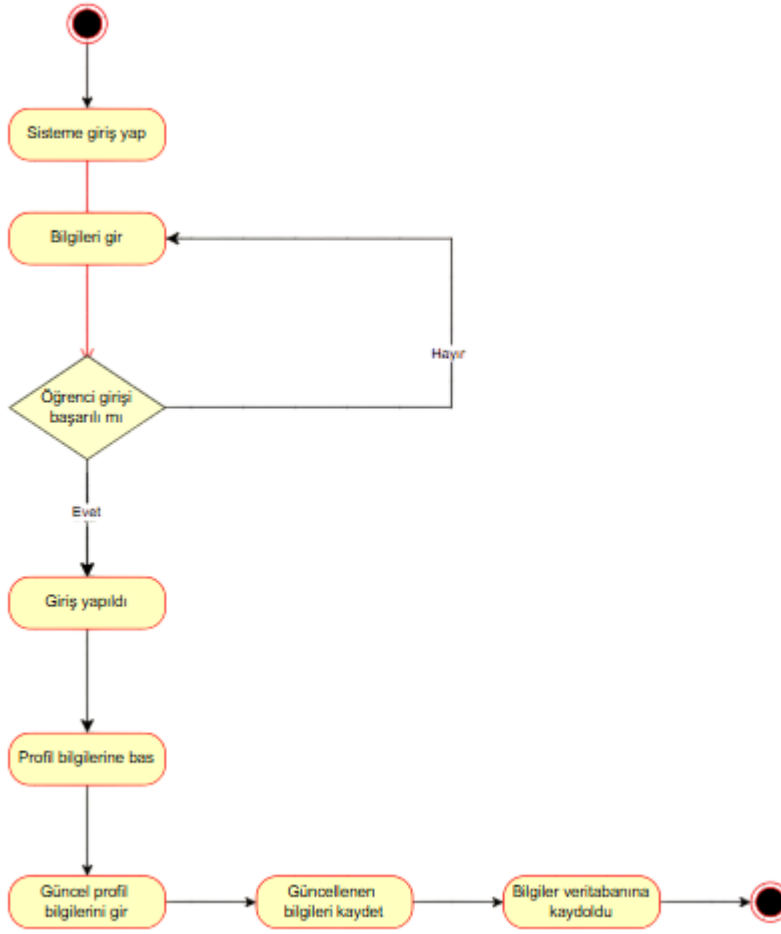 Sisteme giriş yap
Bilgileri gir
Hayır
Öğrenci girişi
başarılı mı
Evet
Giriş yapıldı
Profil bilgilerine bas
Güncel profil
bilgilerini gir
Güncellenen
bilgileri kaydet
Bilgiler veritabanına
kaydoldu